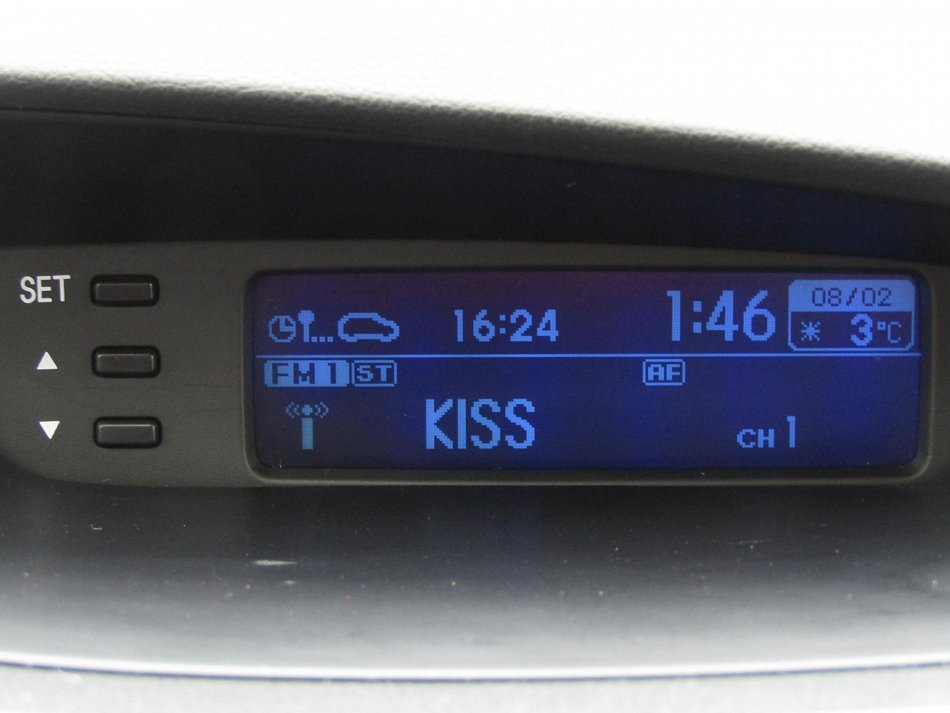 SET
16:24 1:46 08/02
3°C
FM1 ST AF
KISS CH 1